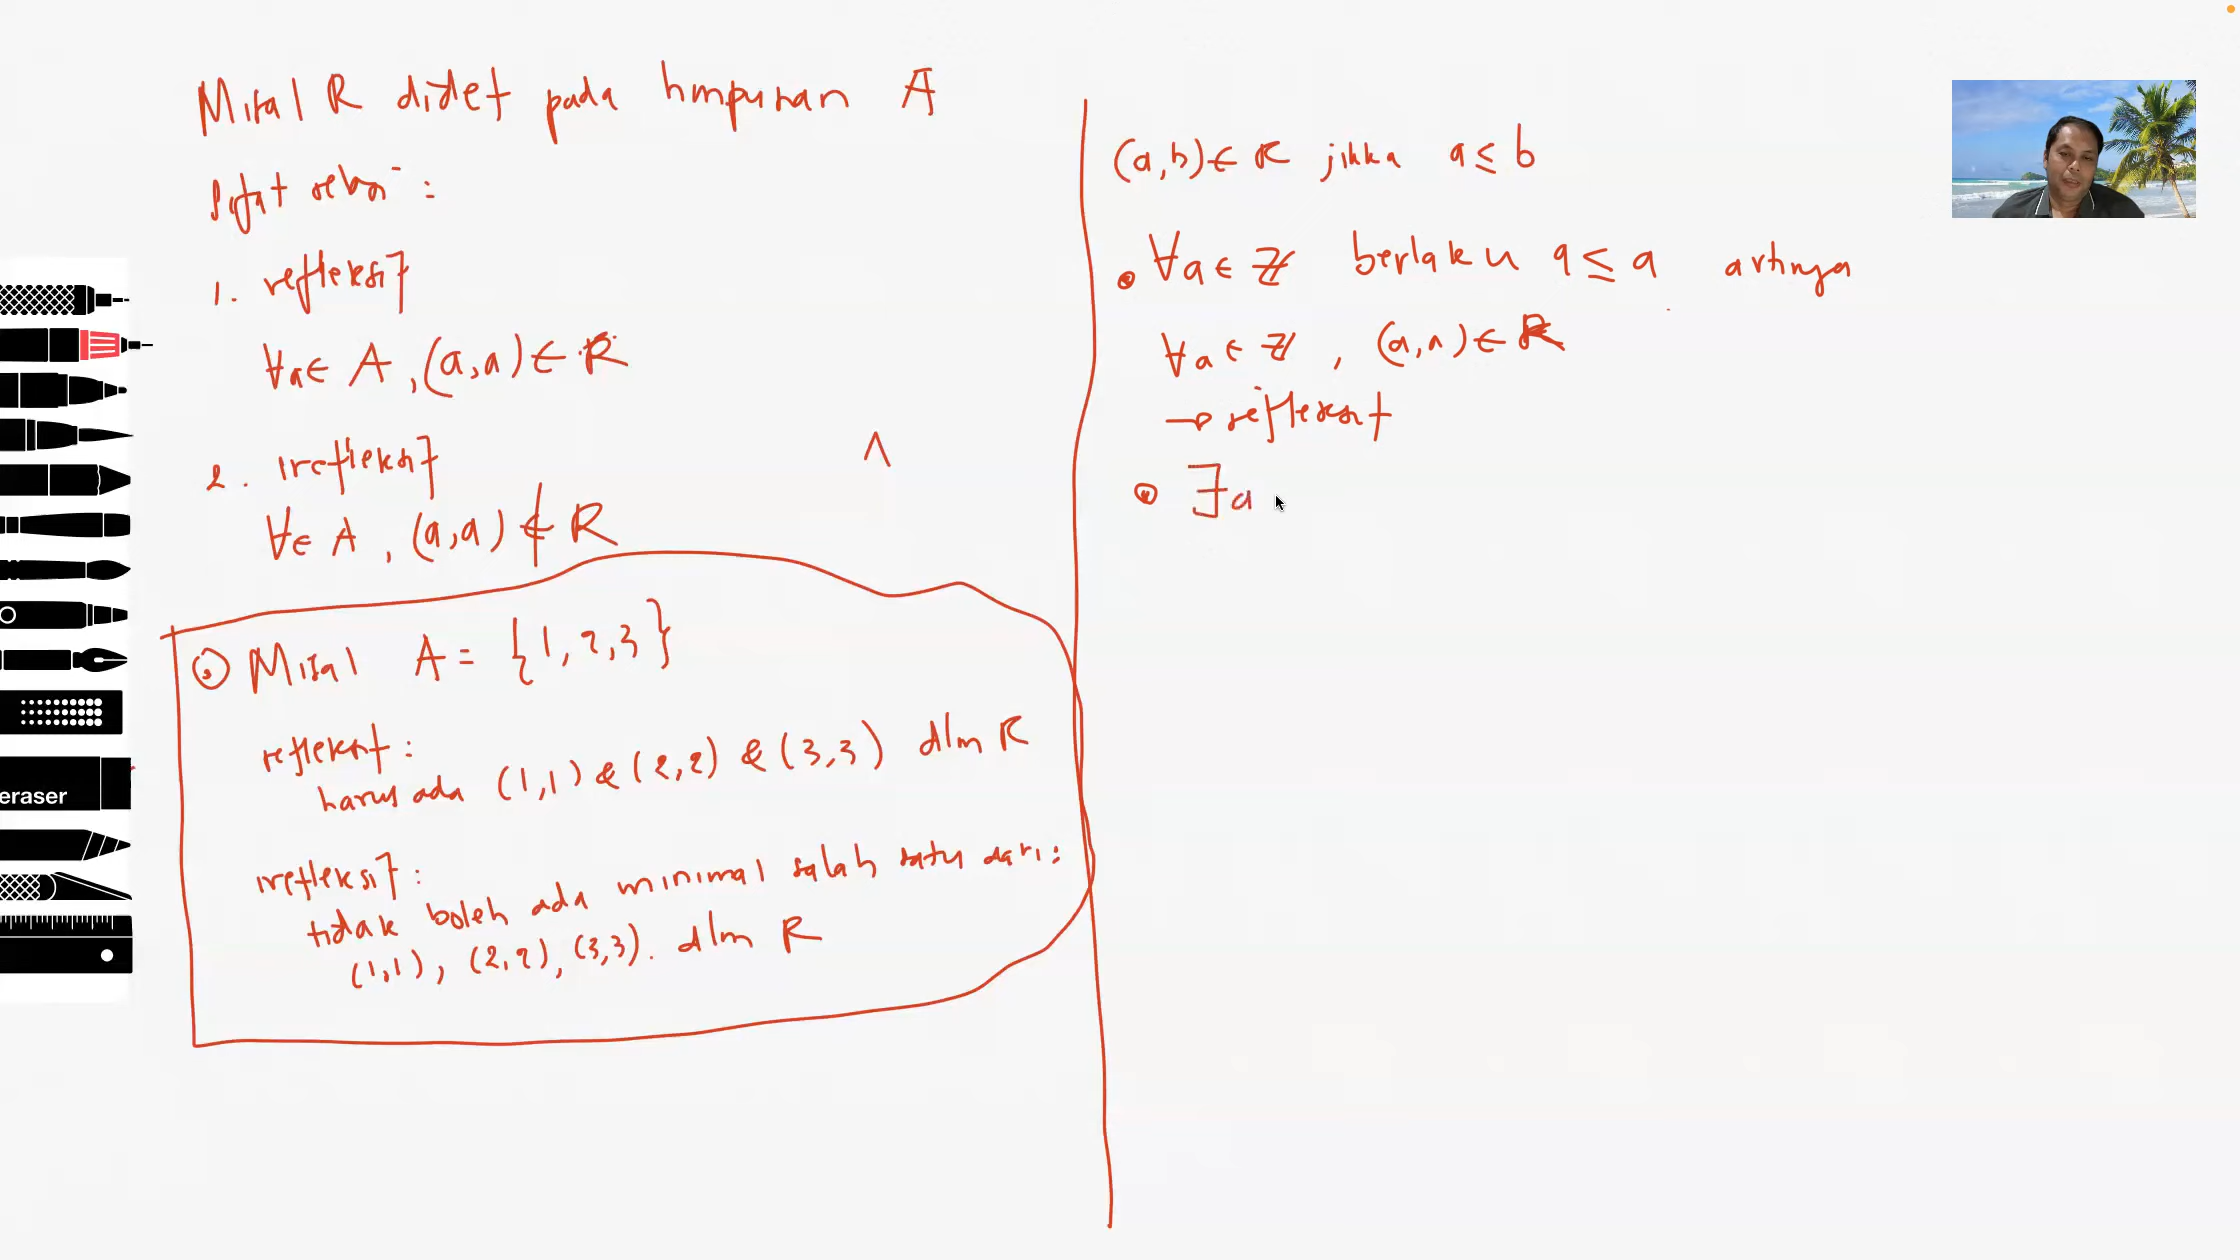 Misal R didef pada himpunan A
Sifat relasi :
1. refleksif
∀a∈ A , (a,a) ∈ R
2. irefleksif
∀∈ A , (a,a) ∉ R
∧
⊙ Misal A = {1, 2, 3}
refleksif :
harus ada (1,1) & (2,2) & (3,3) dlm R
irefleksif :
tidak boleh ada minimal salah satu dari :
(1,1), (2,2), (3,3). dlm R
(a,b) ∈ R jikka a ≤ b
• ∀a ∈ ℤ berlaku a ≤ a artinya
∀a ∈ ℤ , (a,a) ∈ R
→ refleksif
• ∃a
eraser